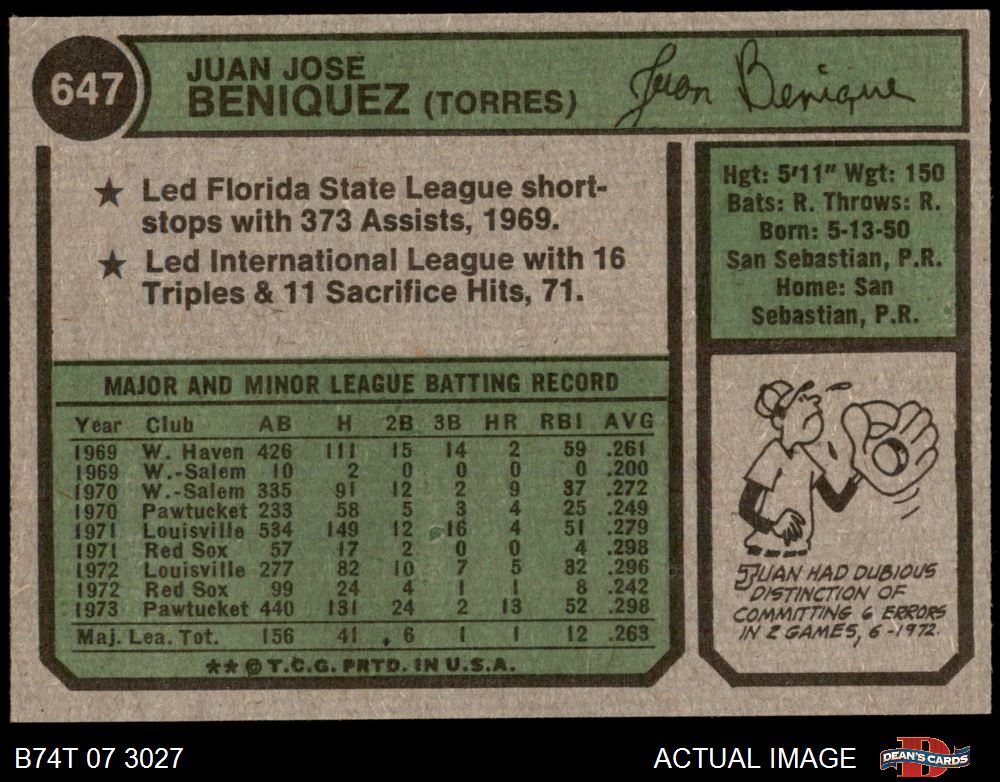 647
JUAN JOSE
BENIQUEZ (TORRES)
Juan Beniquez
★ Led Florida State League short-
stops with 373 Assists, 1969.
★ Led International League with 16
Triples & 11 Sacrifice Hits, 71.
Hgt: 5'11" Wgt: 150
Bats: R. Throws: R.
Born: 5-13-50
San Sebastian, P.R.
Home: San
Sebastian, P.R.
MAJOR AND MINOR LEAGUE BATTING RECORD
Year Club AB H 2B 3B HR RBI AVG
1969 W. Haven 426 111 15 14 2 59 .261
1969 W.-Salem 10 2 0 0 0 0 .200
1970 W.-Salem 335 91 12 2 9 37 .272
1970 Pawtucket 233 58 5 3 4 25 .249
1971 Louisville 534 149 12 16 4 51 .279
1971 Red Sox 57 17 2 0 0 4 .298
1972 Louisville 277 82 10 7 5 32 .296
1972 Red Sox 99 24 4 1 1 8 .242
1973 Pawtucket 440 131 24 2 13 52 .298
Maj. Lea. Tot. 156 41 6 1 1 12 .263
** © T.C.G. PRTD. IN U.S.A.
JUAN HAD DUBIOUS
DISTINCTION OF
COMMITTING 6 ERRORS
IN 2 GAMES, 6-1972.
B74T 07 3027
ACTUAL IMAGE
DEAN'S CARDS